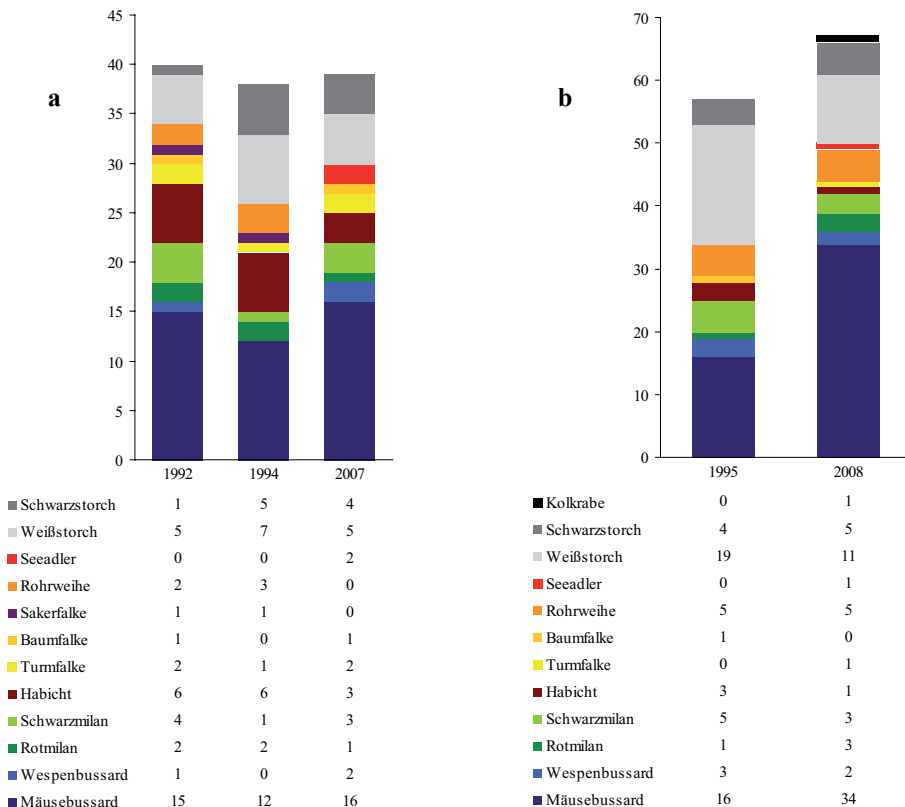 a
45
40
35
30
25
20
15
10
5
0
1992 1994 2007
Schwarzstorch 1 5 4
Weißstorch 5 7 5
Seeadler 0 0 2
Rohrweihe 2 3 0
Sakerfalke 1 1 0
Baumfalke 1 0 1
Turmfalke 2 1 2
Habicht 6 6 3
Schwarzmilan 4 1 3
Rotmilan 2 2 1
Wespenbussard 1 0 2
Mäusebussard 15 12 16
b
70
60
50
40
30
20
10
0
1995 2008
Kolkrabe 0 1
Schwarzstorch 4 5
Weißstorch 19 11
Seeadler 0 1
Rohrweihe 5 5
Baumfalke 1 0
Turmfalke 0 1
Habicht 3 1
Schwarzmilan 5 3
Rotmilan 1 3
Wespenbussard 3 2
Mäusebussard 16 34